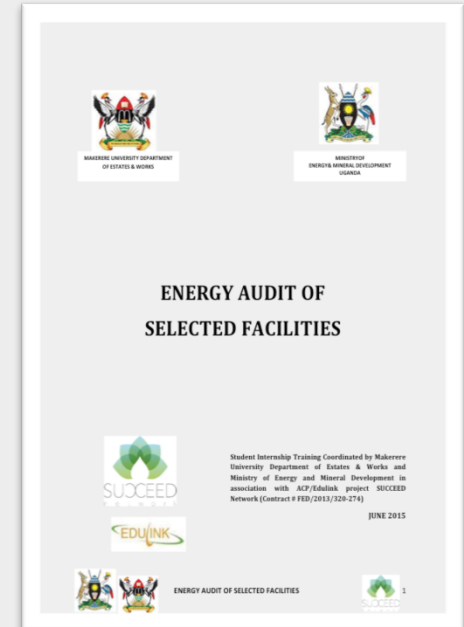 MAKERERE UNIVERSITY DEPARTMENT
OF ESTATES & WORKS
MINISTRYOF
ENERGY& MINERAL DEVELOPMENT
UGANDA
ENERGY AUDIT OF
SELECTED FACILITIES
SUCCEED
EDULINK
Student Internship Training Coordinated by Makerere
University Department of Estates & Works and
Ministry of Energy and Mineral Development in
association with ACP/Edulink project SUCCEED
Network (Contract # FED/2013/320-274)
JUNE 2015
ENERGY AUDIT OF SELECTED FACILITIES
SUCCEED
1